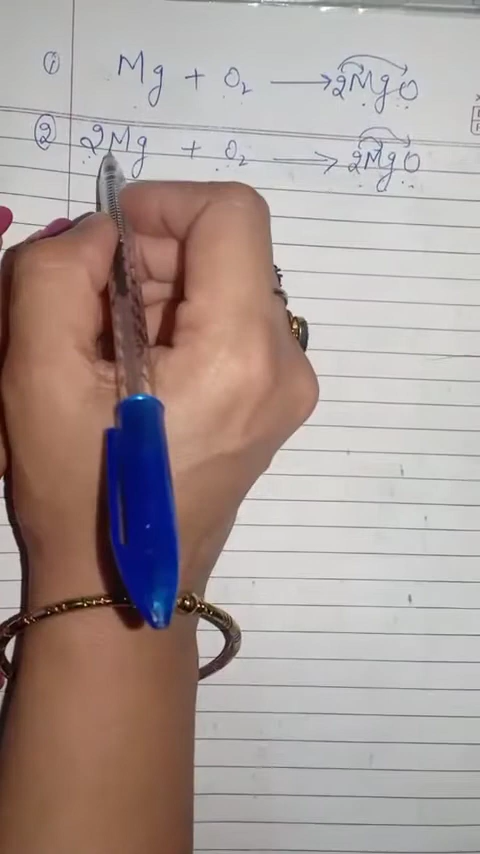 ① Mg + O₂ ⟶ 2MgO
② 2Mg + O₂ ⟶ 2MgO